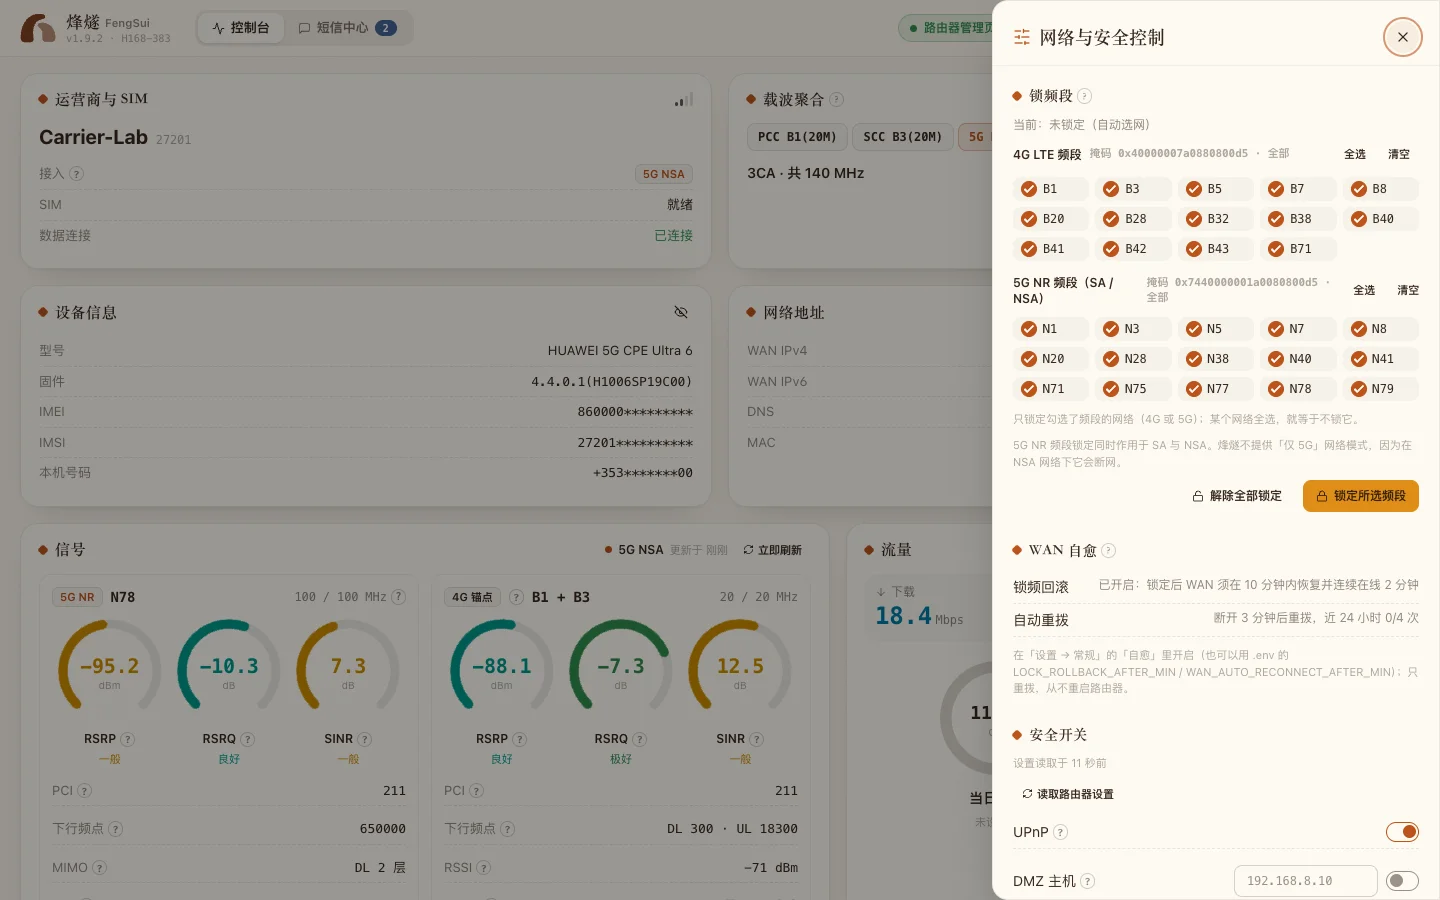 烽燧 FengSui
v1.9.2 · H168-383
控制台
短信中心 2
路由器管理页
运营商与 SIM
Carrier-Lab 27201
接入 ?
5G NSA
SIM
就绪
数据连接
已连接
载波聚合 ?
PCC B1(20M)
SCC B3(20M)
5G
3CA · 共 140 MHz
设备信息
型号
HUAWEI 5G CPE Ultra 6
固件
4.4.0.1(H1006SP19C00)
IMEI
860000*********
IMSI
27201**********
本机号码
+353*******00
网络地址
WAN IPv4
WAN IPv6
DNS
MAC
信号
5G NSA 更新于 刚刚
立即刷新
5G NR N78
100 / 100 MHz ?
-95.2
dBm
-10.3
dB
7.3
dB
RSRP ?
一般
RSRQ ?
良好
SINR ?
一般
PCI ?
211
下行频点 ?
650000
MIMO ?
DL 2 层
4G 锚点 ? B1 + B3
20 / 20 MHz
-88.1
dBm
-7.3
dB
12.5
dB
RSRP ?
良好
RSRQ ?
极好
SINR ?
一般
PCI ?
211
下行频点 ?
DL 300 · UL 18300
RSSI ?
-71 dBm
流量
下载
18.4 Mbps
11
当日
未设
网络与安全控制
锁频段 ?
当前：未锁定（自动选网）
4G LTE 频段 掩码 0x40000007a0880800d5 · 全部
全选
清空
B1
B3
B5
B7
B8
B20
B28
B32
B38
B40
B41
B42
B43
B71
5G NR 频段（SA /
NSA）
掩码 0x7440000001a0080800d5 ·
全部
全选
清空
N1
N3
N5
N7
N8
N20
N28
N38
N40
N41
N71
N75
N77
N78
N79
只锁定勾选了频段的网络（4G 或 5G）；某个网络全选，就等于不锁它。
5G NR 频段锁定同时作用于 SA 与 NSA。烽燧不提供「仅 5G」网络模式，因为在
NSA 网络下它会断网。
解除全部锁定
锁定所选频段
WAN 自愈 ?
锁频回滚
已开启：锁定后 WAN 须在 10 分钟内恢复并连续在线 2 分钟
自动重拨
断开 3 分钟后重拨，近 24 小时 0/4 次
在「设置 → 常规」的「自愈」里开启（也可以用 .env 的
LOCK_ROLLBACK_AFTER_MIN / WAN_AUTO_RECONNECT_AFTER_MIN）；只
重拨，从不重启路由器。
安全开关
设置读取于 11 秒前
读取路由器设置
UPnP ?
DMZ 主机 ?
192.168.8.10